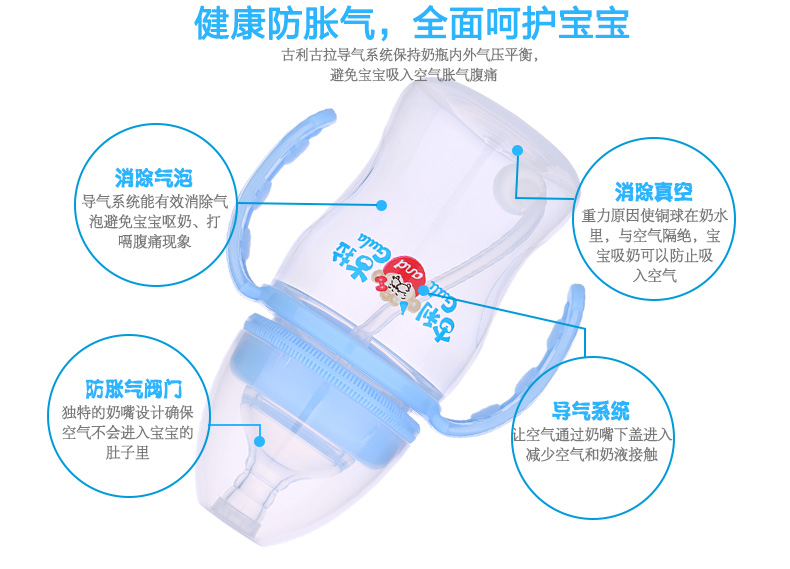 健康防胀气，全面呵护宝宝
古利古拉导气系统保持奶瓶内外气压平衡，
避免宝宝吸入空气胀气腹痛
消除气泡
导气系统能有效消除气
泡避免宝宝呕奶、打
嗝腹痛现象
消除真空
重力原因使铜球在奶水
里，与空气隔绝，宝
宝吸奶可以防止吸
入空气
古利
Guli
and
Gula
古拉
防胀气阀门
独特的奶嘴设计确保
空气不会进入宝宝的
肚子里
导气系统
让空气通过奶嘴下盖进入
减少空气和奶液接触